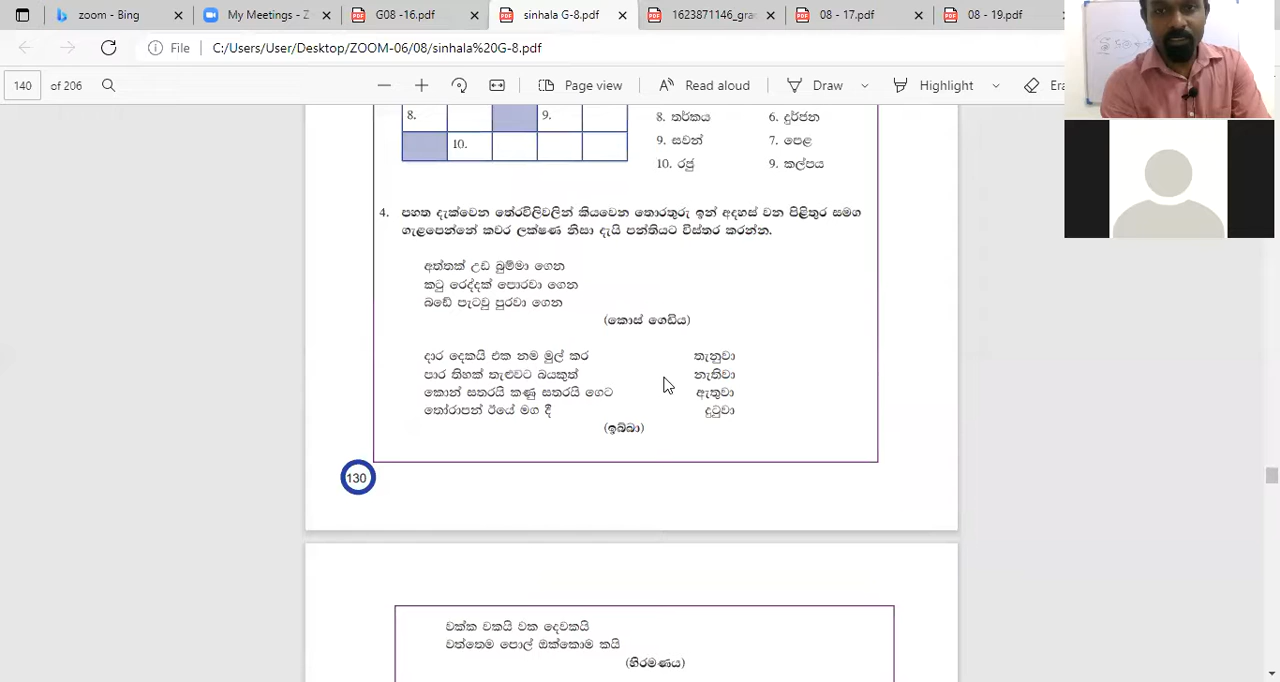 zoom - Bing
My Meetings - Z
G08 -16.pdf
sinhala G-8.pdf
1623871146_gra
08 - 17.pdf
08 - 19.pdf
File
C:/Users/User/Desktop/ZOOM-06/08/sinhala%20G-8.pdf
140 of 206
Page view
Read aloud
Draw
Highlight
Era
8. 9.
10.
8. තර්කය
9. සවන්
10. රජු
6. දුර්ජන
7. පෙළ
9. කල්පය
4. පහත දැක්වෙන තේරවිලිවලින් කියවෙන තොරතුරු ඉන් අදහස් වන පිළිතුර සමග
ගැළපෙන්නේ කවර ලක්ෂණ නිසා දැයි පන්තියට විස්තර කරන්න.
අත්තක් උඩ බුම්මා ගෙන
කටු රෙද්දක් පොරවා ගෙන
බඩේ පැටවු පුරවා ගෙන
(කොස් ගෙඩිය)
දාර දෙකයි එක නම මුල් කර තැනුවා
පාර තිහක් තැළුවට බයකුත් නැතිවා
කොන් සතරයි කණු සතරයි ගෙට ඇතුවා
තෝරාපන් ඊයේ මග දී දුටුවා
(ඉබ්බා)
130
වක්ක වකයි වක දෙවකයි
වත්තෙම පොල් ඔක්කොම කයි
(හිරමණය)